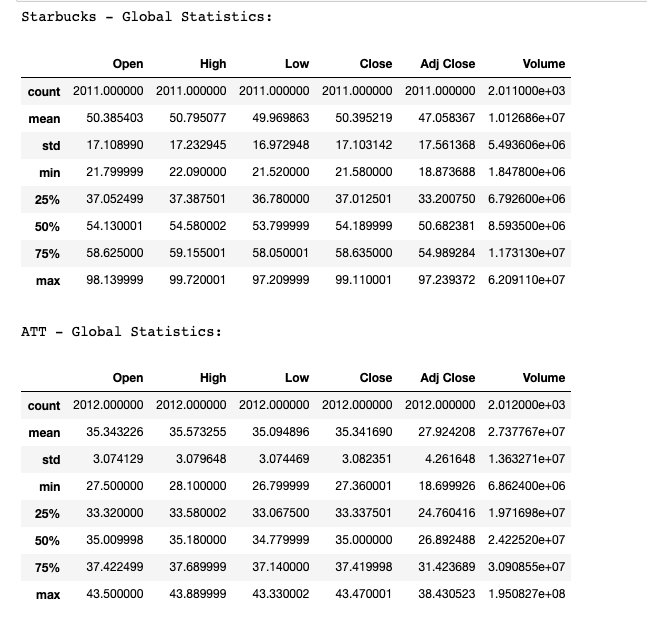 Starbucks - Global Statistics:
Open High Low Close Adj Close Volume
count 2011.000000 2011.000000 2011.000000 2011.000000 2011.000000 2.011000e+03
mean 50.385403 50.795077 49.969863 50.395219 47.058367 1.012686e+07
std 17.108990 17.232945 16.972948 17.103142 17.561368 5.493606e+06
min 21.799999 22.090000 21.520000 21.580000 18.873688 1.847800e+06
25% 37.052499 37.387501 36.780000 37.012501 33.200750 6.792600e+06
50% 54.130001 54.580002 53.799999 54.189999 50.682381 8.593500e+06
75% 58.625000 59.155001 58.050001 58.635000 54.989284 1.173130e+07
max 98.139999 99.720001 97.209999 99.110001 97.239372 6.209110e+07
ATT - Global Statistics:
Open High Low Close Adj Close Volume
count 2012.000000 2012.000000 2012.000000 2012.000000 2012.000000 2.012000e+03
mean 35.343226 35.573255 35.094896 35.341690 27.924208 2.737767e+07
std 3.074129 3.079648 3.074469 3.082351 4.261648 1.363271e+07
min 27.500000 28.100000 26.799999 27.360001 18.699926 6.862400e+06
25% 33.320000 33.580002 33.067500 33.337501 24.760416 1.971698e+07
50% 35.009998 35.180000 34.779999 35.000000 26.892488 2.422520e+07
75% 37.422499 37.689999 37.140000 37.419998 31.423689 3.090855e+07
max 43.500000 43.889999 43.330002 43.470001 38.430523 1.950827e+08